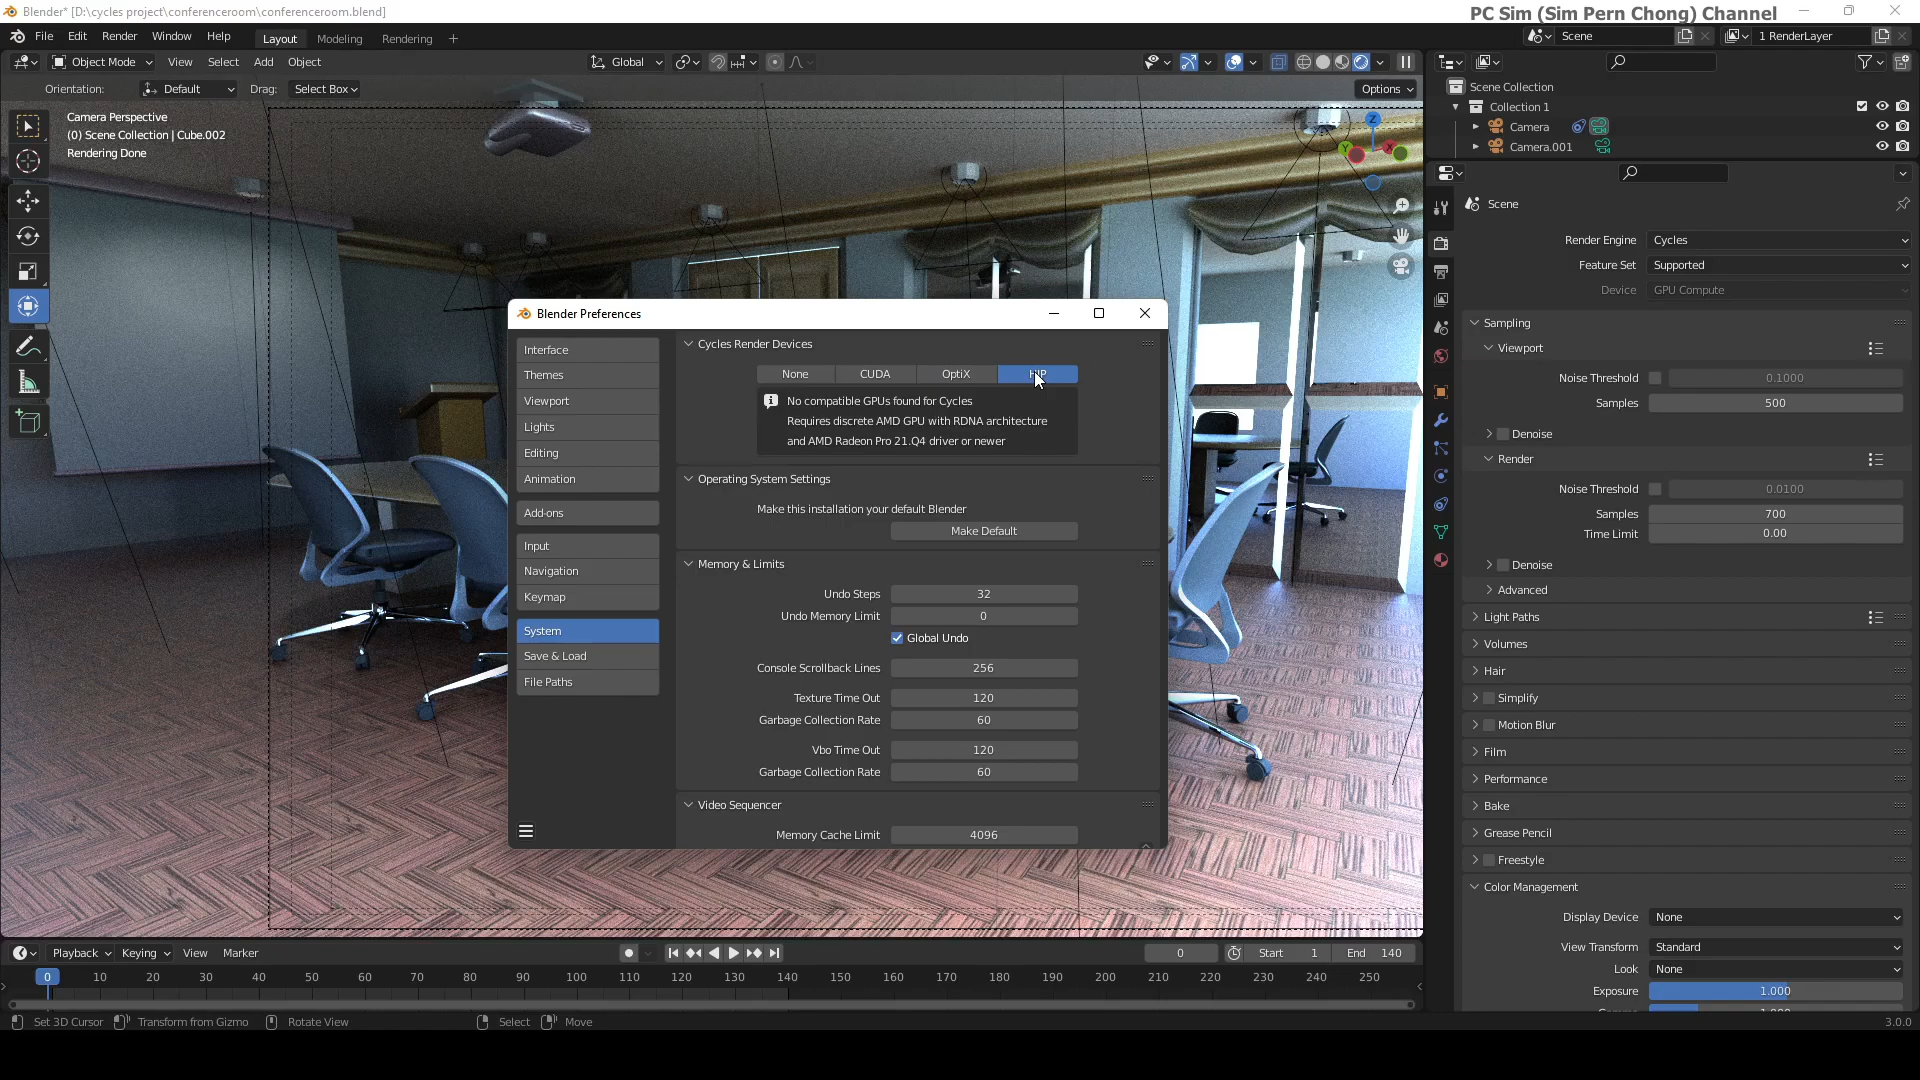 Blender* [D:\cycles project\conferenceroom\conferenceroom.blend]
PC Sim (Sim Pern Chong) Channel
File Edit Render Window Help Layout Modeling Rendering +
Scene 1 RenderLayer
Object Mode View Select Add Object Global
Orientation: Default Drag: Select Box Options
Camera Perspective
(0) Scene Collection | Cube.002
Rendering Done
Z
Y
X
Scene Collection
Collection 1
Camera
Camera.001
Scene
Render Engine Cycles
Feature Set Supported
Device GPU Compute
Sampling
Viewport
Noise Threshold 0.1000
Samples 500
Denoise
Render
Noise Threshold 0.0100
Samples 700
Time Limit 0.00
Denoise
Advanced
Light Paths
Volumes
Hair
Simplify
Motion Blur
Film
Performance
Bake
Grease Pencil
Freestyle
Color Management
Display Device None
View Transform Standard
Look None
Exposure 1.000
Blender Preferences
Interface
Themes
Viewport
Lights
Editing
Animation
Add-ons
Input
Navigation
Keymap
System
Save & Load
File Paths
Cycles Render Devices
None CUDA OptiX HIP
No compatible GPUs found for Cycles
Requires discrete AMD GPU with RDNA architecture
and AMD Radeon Pro 21.Q4 driver or newer
Operating System Settings
Make this installation your default Blender
Make Default
Memory & Limits
Undo Steps 32
Undo Memory Limit 0
Global Undo
Console Scrollback Lines 256
Texture Time Out 120
Garbage Collection Rate 60
Vbo Time Out 120
Garbage Collection Rate 60
Video Sequencer
Memory Cache Limit 4096
Playback Keying View Marker 0 Start 1 End 140
0 10 20 30 40 50 60 70 80 90 100 110 120 130 140 150 160 170 180 190 200 210 220 230 240 250
Set 3D Cursor Transform from Gizmo Rotate View Select Move 3.0.0